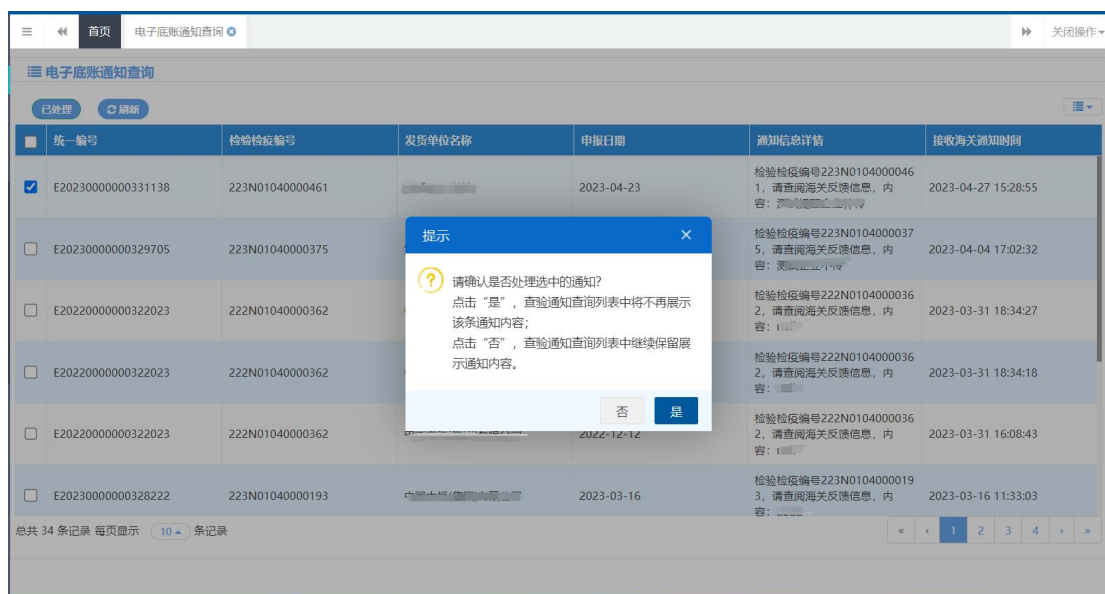 首页 电子底账通知查询 关闭操作
电子底账通知查询
已处理 刷新
统一编号 检验检疫编号 发货单位名称 申报日期 通知信息详情 接收海关通知时间
E20230000000331138 223N01040000461 2023-04-23 检验检疫编号223N0104000046
1，请查阅海关反馈信息，内
容： 2023-04-27 15:28:55
E20230000000329705 223N01040000375 检验检疫编号223N0104000037
5，请查阅海关反馈信息，内
容： 2023-04-04 17:02:32
E20220000000322023 222N01040000362 检验检疫编号222N0104000036
2，请查阅海关反馈信息，内
容： 2023-03-31 18:34:27
E20220000000322023 222N01040000362 检验检疫编号222N0104000036
2，请查阅海关反馈信息，内
容： 2023-03-31 18:34:18
E20220000000322023 222N01040000362 2022-12-12 检验检疫编号222N0104000036
2，请查阅海关反馈信息，内
容： 2023-03-31 16:08:43
E20230000000328222 223N01040000193 2023-03-16 检验检疫编号223N0104000019
3，请查阅海关反馈信息，内
容： 2023-03-16 11:33:03
提示
请确认是否处理选中的通知?
点击“是”，查验通知查询列表中将不再展示
该条通知内容；
点击“否”，查验通知查询列表中继续保留展
示通知内容。
否 是
总共 34 条记录 每页显示 10 条记录 « ‹ 1 2 3 4 › »